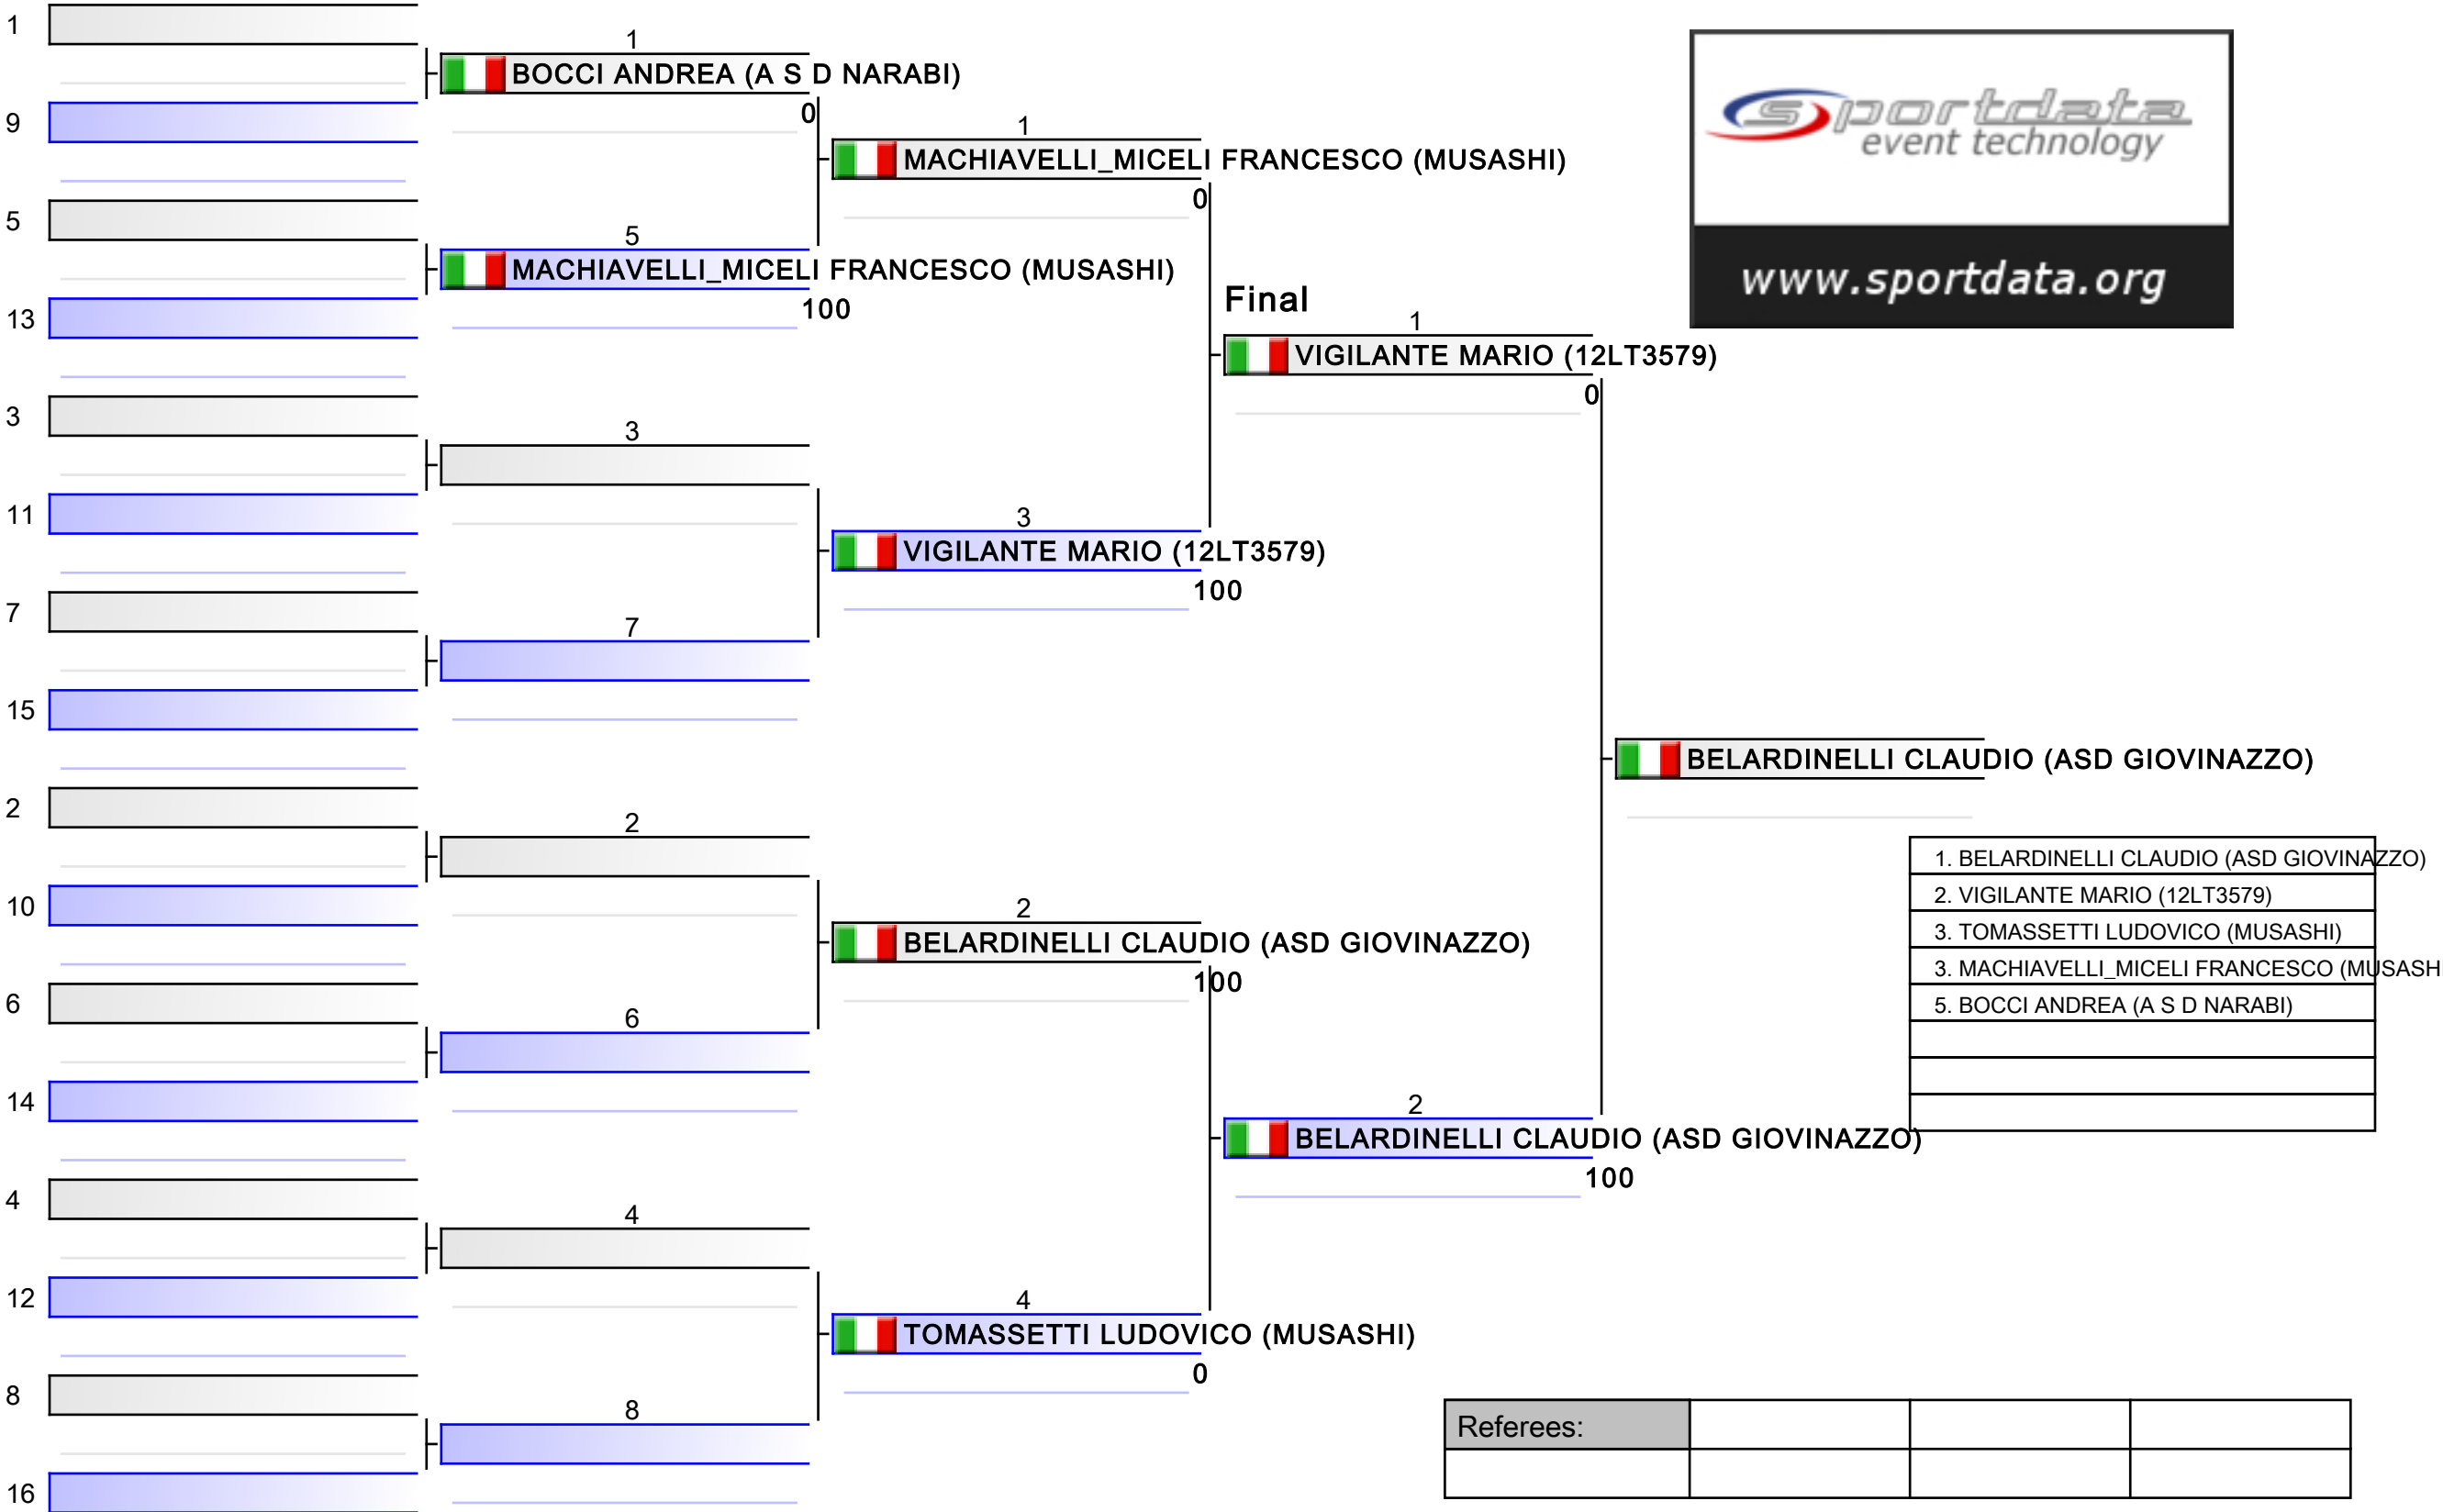 1
1
BOCCI ANDREA (A S D NARABI)
0
9
1
MACHIAVELLI_MICELI FRANCESCO (MUSASHI)
0
sportdata
event technology
www.sportdata.org
5
5
MACHIAVELLI_MICELI FRANCESCO (MUSASHI)
100
13
Final
1
VIGILANTE MARIO (12LT3579)
0
3
3
11
3
VIGILANTE MARIO (12LT3579)
100
7
7
15
BELARDINELLI CLAUDIO (ASD GIOVINAZZO)
2
2
10
2
BELARDINELLI CLAUDIO (ASD GIOVINAZZO)
100
1. BELARDINELLI CLAUDIO (ASD GIOVINAZZO)
2. VIGILANTE MARIO (12LT3579)
3. TOMASSETTI LUDOVICO (MUSASHI)
3. MACHIAVELLI_MICELI FRANCESCO (MUSASH
5. BOCCI ANDREA (A S D NARABI)
6
6
14
2
BELARDINELLI CLAUDIO (ASD GIOVINAZZO)
100
4
4
12
4
TOMASSETTI LUDOVICO (MUSASHI)
0
8
8
16
Referees: